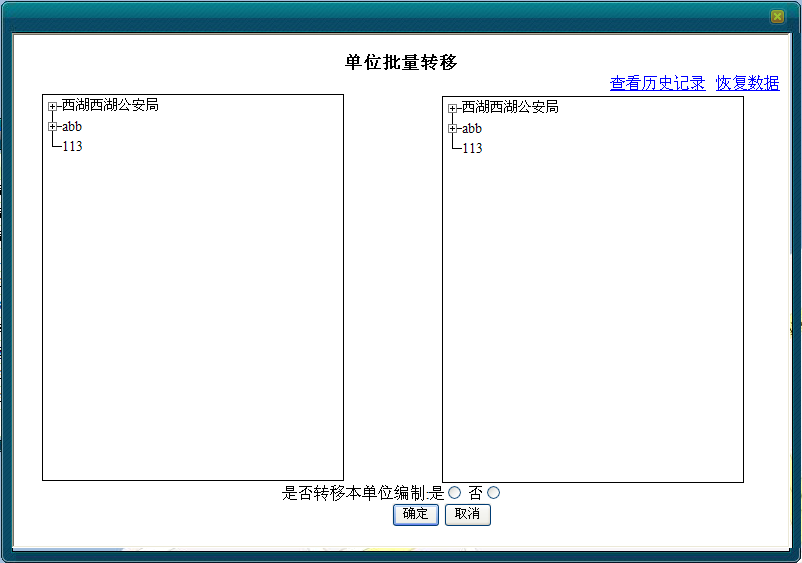 单位批量转移
查看历史记录 恢复数据
西湖西湖公安局
abb
113
西湖西湖公安局
abb
113
是否转移本单位编制:是 否
确定 取消